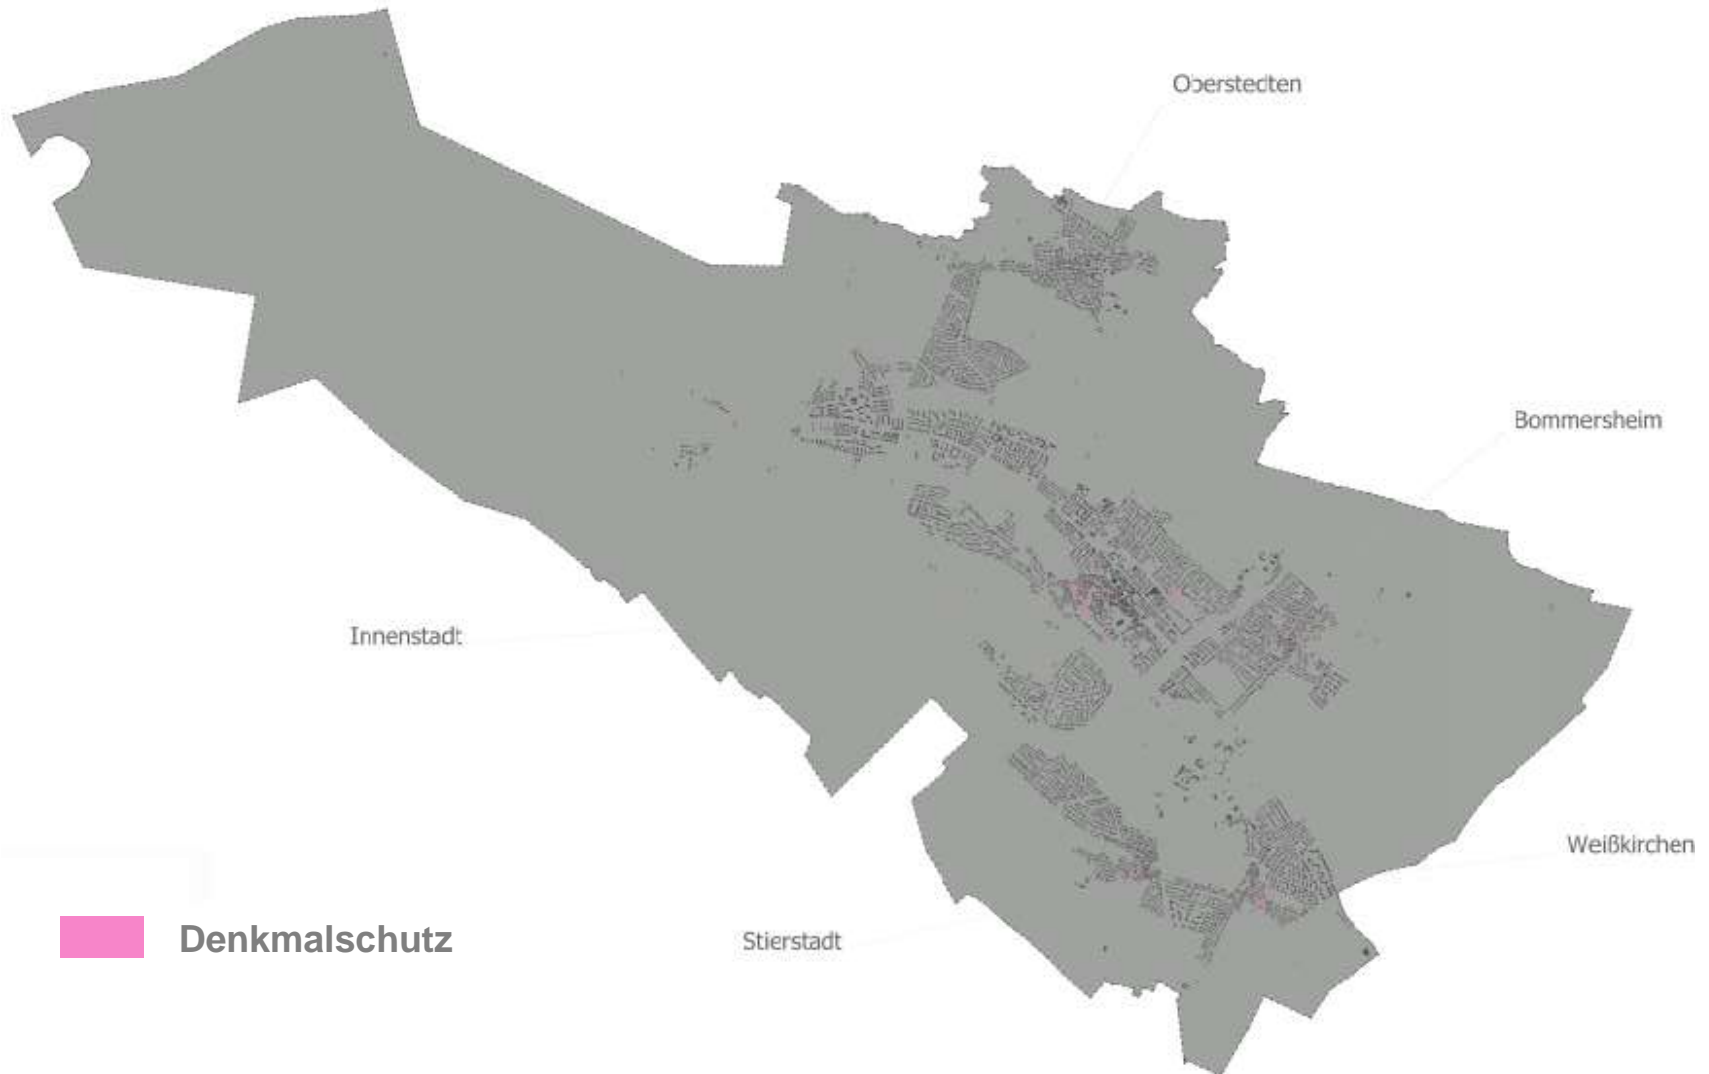 Oberstedten
Bommersheim
Innenstadt
Weißkirchen
Stierstadt
Denkmalschutz